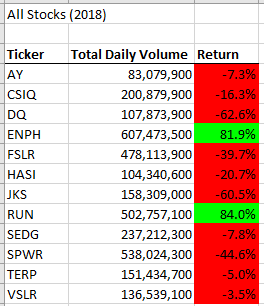 All Stocks (2018)
Ticker Total Daily Volume Return
AY 83,079,900 -7.3%
CSIQ 200,879,900 -16.3%
DQ 107,873,900 -62.6%
ENPH 607,473,500 81.9%
FSLR 478,113,900 -39.7%
HASI 104,340,600 -20.7%
JKS 158,309,000 -60.5%
RUN 502,757,100 84.0%
SEDG 237,212,300 -7.8%
SPWR 538,024,300 -44.6%
TERP 151,434,700 -5.0%
VSLR 136,539,100 -3.5%